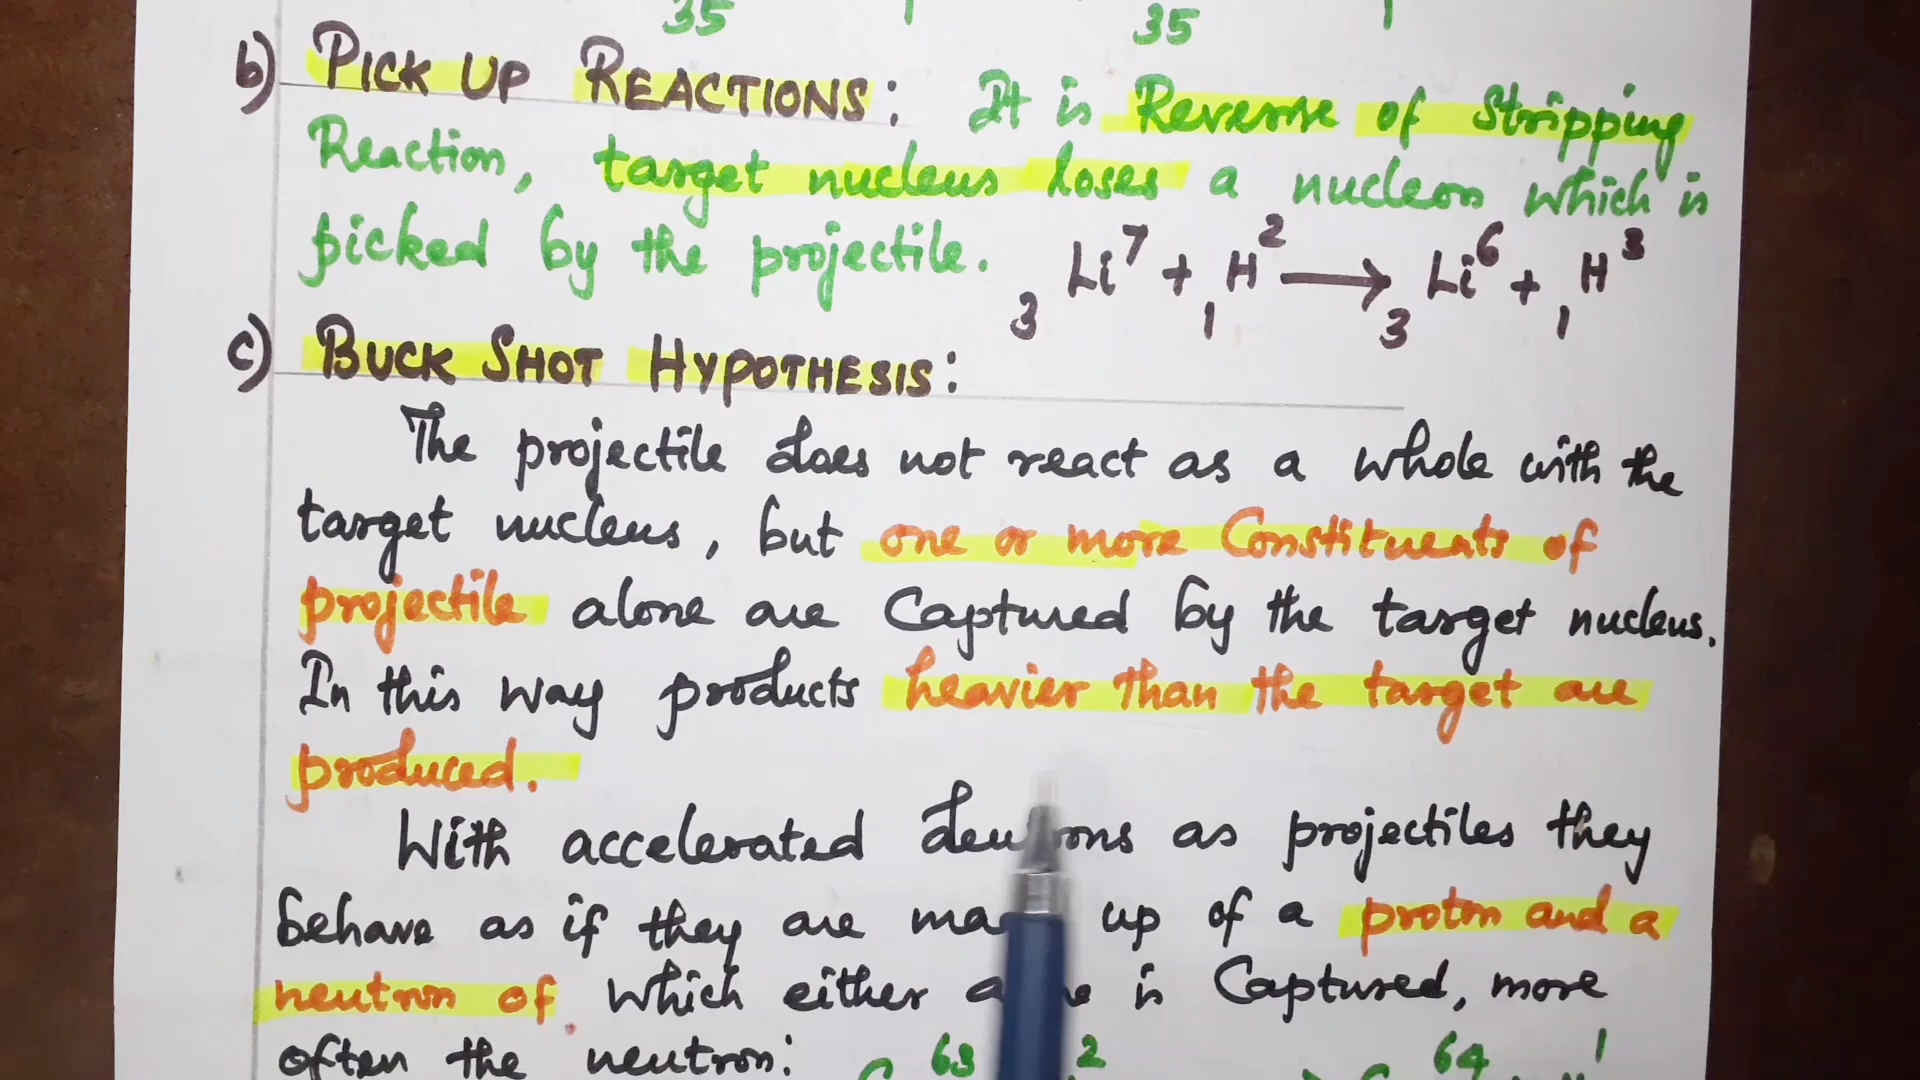 35 1 35 1
b) PICK UP REACTIONS: It is Reverse of Stripping
Reaction, target nucleus loses a nucleon which is
picked by the projectile. ₃Li⁷ + ₁H² → ₃Li⁶ + ₁H³
c) BUCK SHOT HYPOTHESIS:
The projectile does not react as a whole with the
target nucleus, but one or more Constituents of
projectile alone are Captured by the target nucleus.
In this way products heavier than the target are
produced.
With accelerated as projectiles they
behave as if they are up of a proton and a
neutron of which either is Captured, more
often the neutron: 63 2 → 64 1